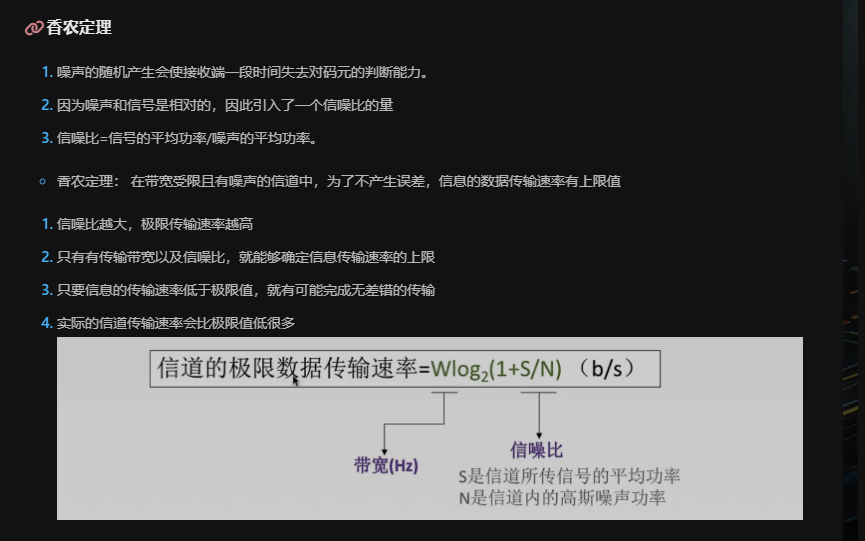 香农定理
1. 噪声的随机产生会使接收端一段时间失去对码元的判断能力。
2. 因为噪声和信号是相对的，因此引入了一个信噪比的量
3. 信噪比=信号的平均功率/噪声的平均功率。
香农定理： 在带宽受限且有噪声的信道中，为了不产生误差，信息的数据传输速率有上限值
1. 信噪比越大，极限传输速率越高
2. 只有有传输带宽以及信噪比，就能够确定信息传输速率的上限
3. 只要信息的传输速率低于极限值，就有可能完成无差错的传输
4. 实际的信道传输速率会比极限值低很多
信道的极限数据传输速率=Wlog₂(1+S/N) （b/s）
带宽(Hz)
信噪比
S是信道所传信号的平均功率
N是信道内的高斯噪声功率